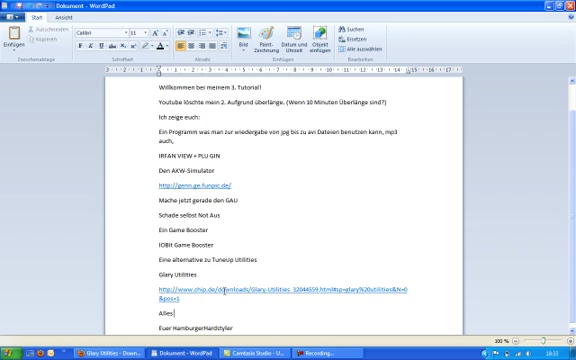 Dokument - WordPad
Start
Ansicht
Einfügen
Ausschneiden
Kopieren
Zwischenablage
Calibri
11
Schriftart
Absatz
Bild
Paint-
Zeichnung
Datum und
Uhrzeit
Objekt
einfügen
Einfügen
Suchen
Ersetzen
Alle auswählen
Bearbeiten
Willkommen bei meinem 3. Tutorial!
Youtube löschte mein 2. Aufgrund überlänge. (Wenn 10 Minuten Überlänge sind?)
Ich zeige euch:
Ein Programm was man zur wiedergabe von jpg bis zu avi Dateien benutzen kann, mp3
auch,
IRFAN VIEW + PLU GIN
Den AKW-Simulator
http://genn.ge.funpic.de/
Mache jetzt gerade den GAU
Schade selbst Not Aus
Ein Game Booster
IOBit Game Booster
Eine alternative zu TuneUp Utilities
Glary Utilities
http://www.chip.de/downloads/Glary-Utilities_32044559.html#sp=glary%20utilities&N=0
&pos=1
Alles
Euer HamburgerHardstyler
100 %
Start
Glary Utilities - Down...
Dokument - WordPad
Camtasia Studio - U...
Recording...
18:33